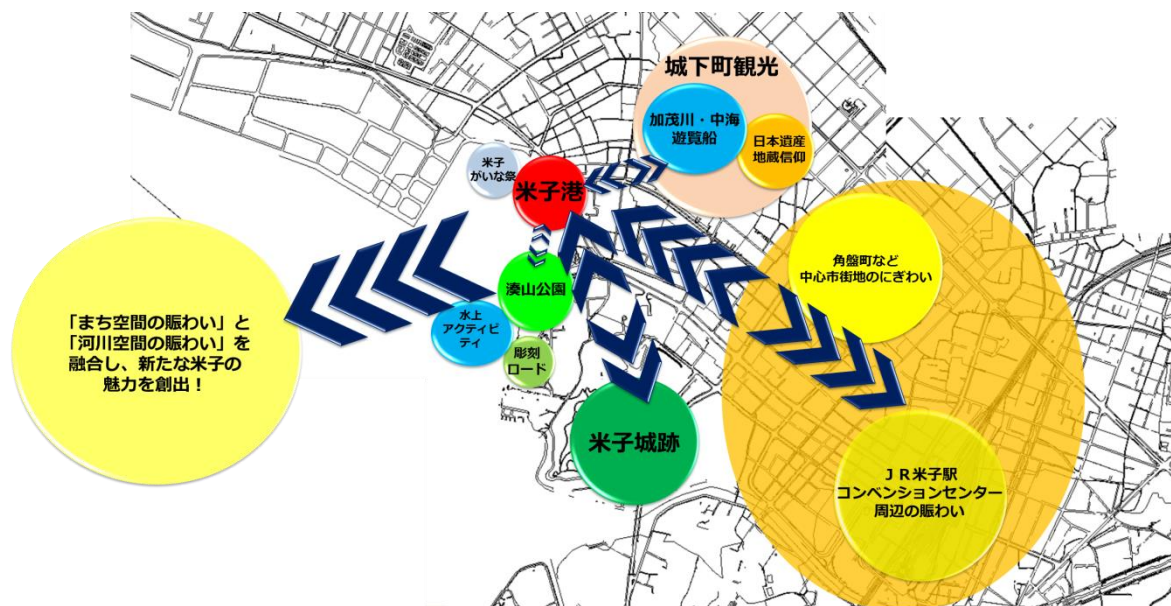 城下町観光
加茂川・中海
遊覧船
日本遺産
地蔵信仰
米子
がいな祭
米子港
角盤町など
中心市街地のにぎわい
湊山公園
水上
アクティビ
ティ
彫刻
ロード
「まち空間の賑わい」と
「河川空間の賑わい」を
融合し、新たな米子の
魅力を創出！
米子城跡
ＪＲ米子駅
コンベンションセンター
周辺の賑わい